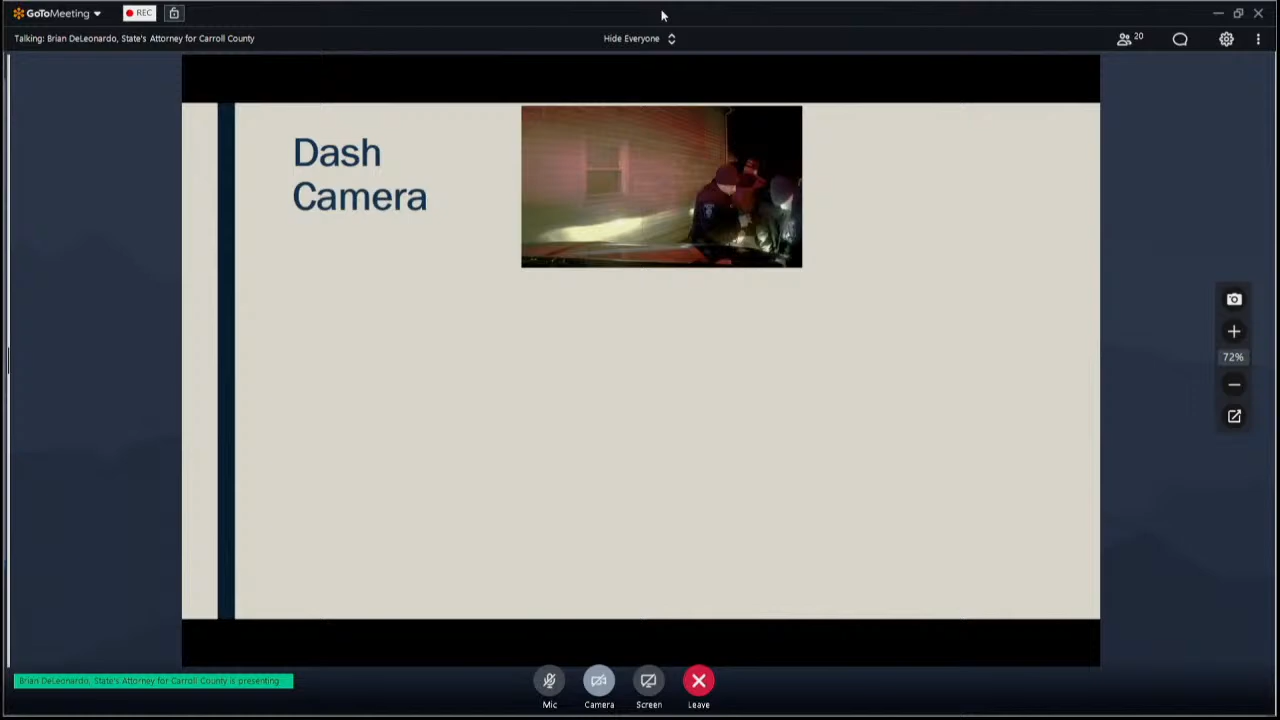 GoToMeeting
REC
Talking: Brian DeLeonardo, State's Attorney for Carroll County
Hide Everyone
20
Dash
Camera
72%
Brian DeLeonardo, State's Attorney for Carroll County is presenting
Mic
Camera
Screen
Leave